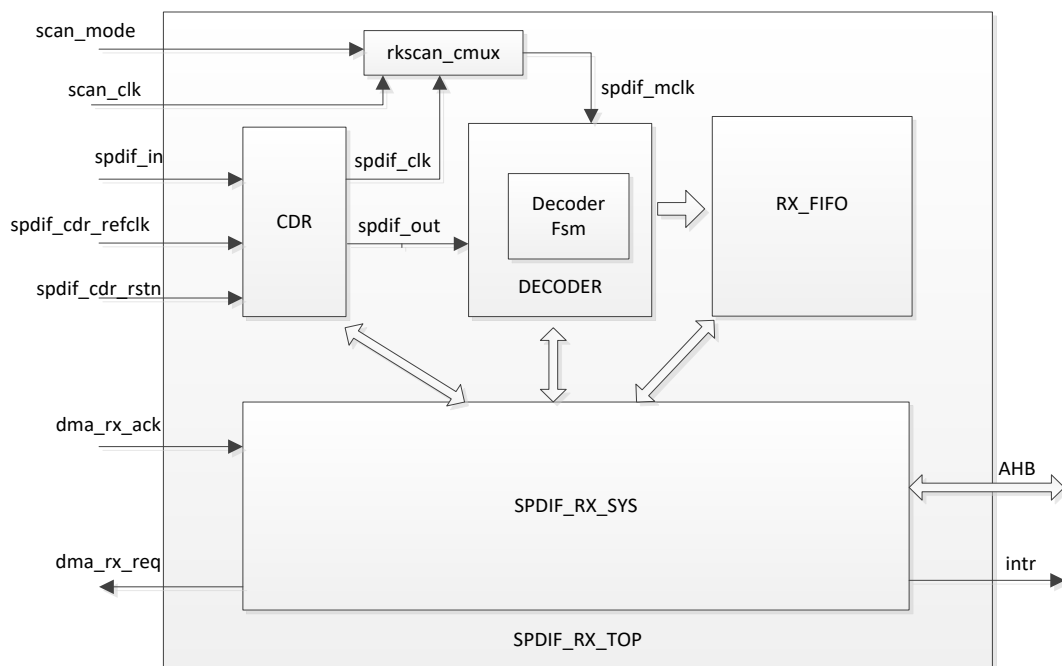 scan_mode
rkscan_cmux
scan_clk
spdif_mclk
spdif_in
spdif_clk
CDR
Decoder
Fsm
RX_FIFO
spdif_cdr_refclk
spdif_out
DECODER
spdif_cdr_rstn
dma_rx_ack
AHB
SPDIF_RX_SYS
dma_rx_req
intr
SPDIF_RX_TOP